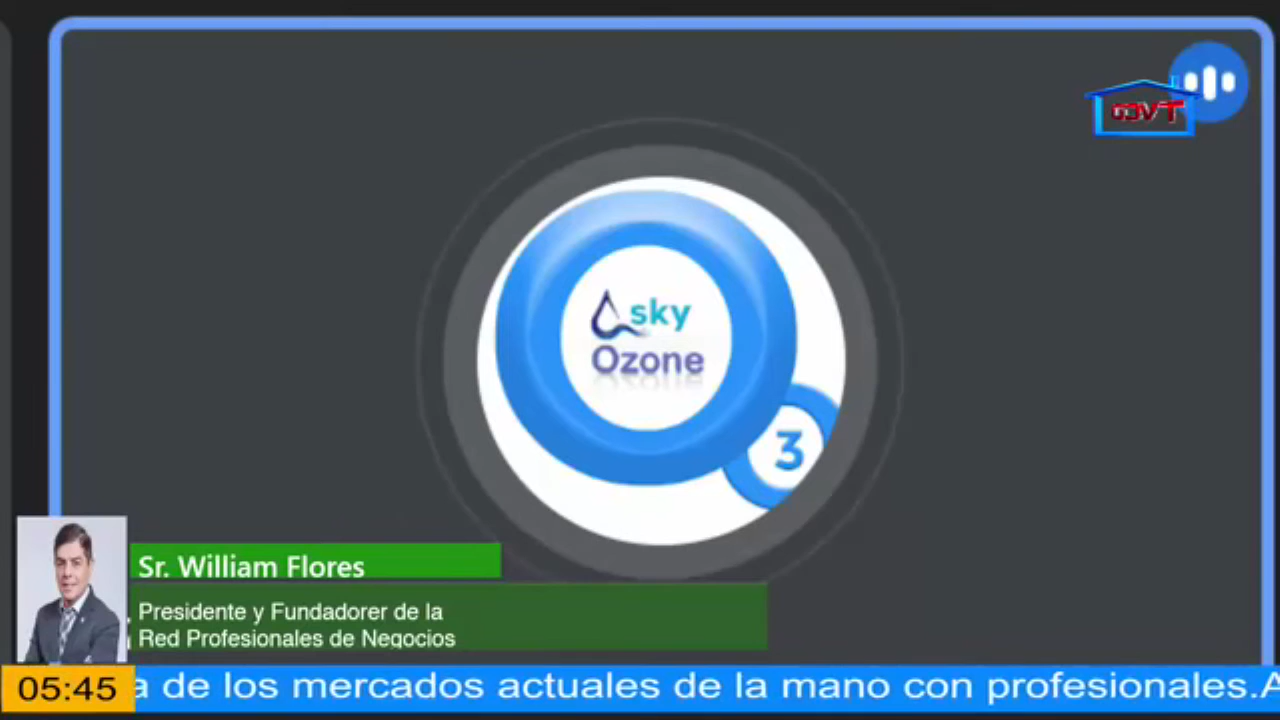 GVT
sky
Ozone
3
Sr. William Flores
Presidente y Fundadorer de la
Red Profesionales de Negocios
05:45
a de los mercados actuales de la mano con profesionales.A